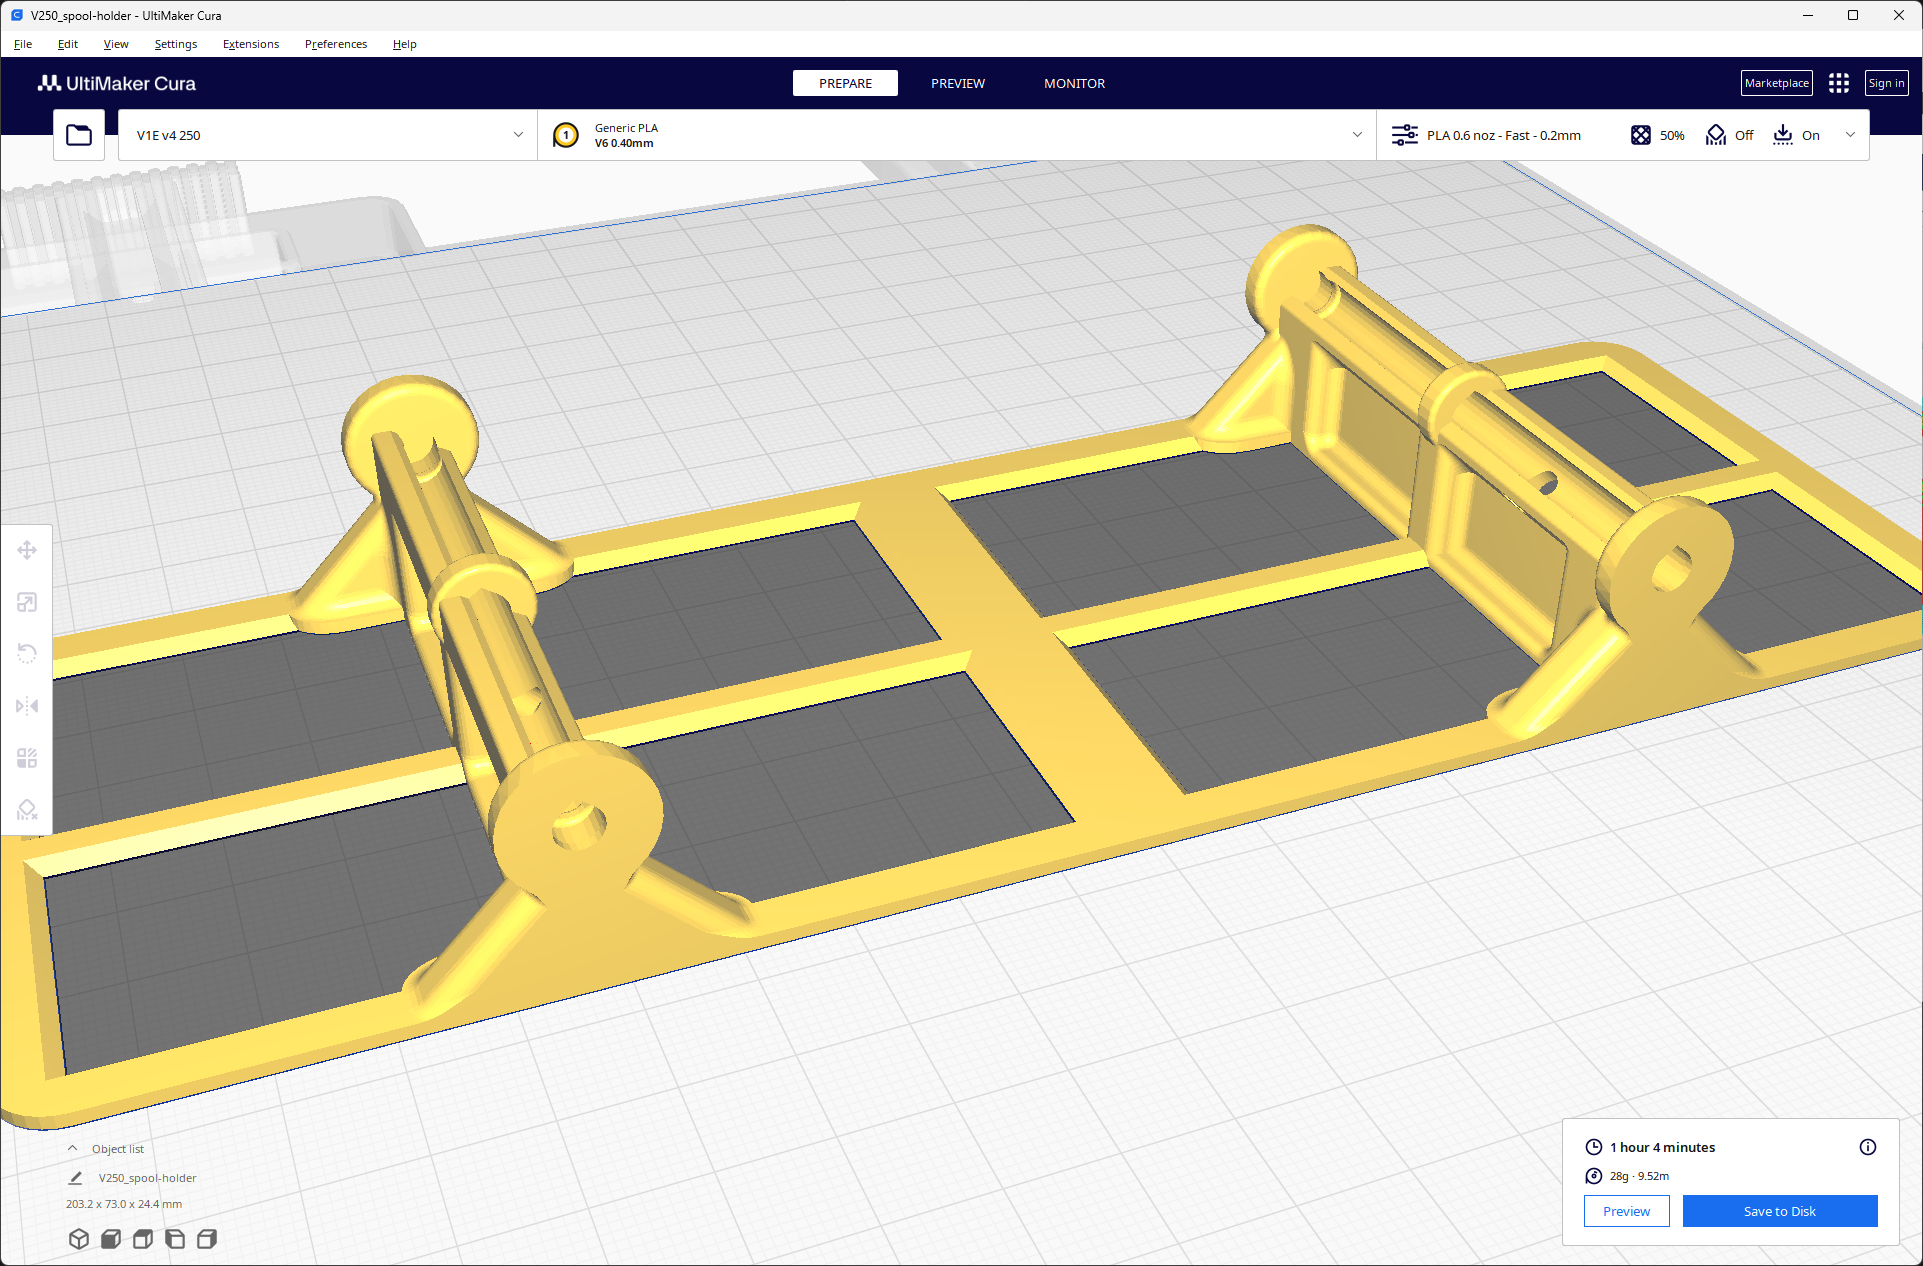 V250_spool-holder - UltiMaker Cura
File Edit View Settings Extensions Preferences Help
UltiMaker Cura
PREPARE PREVIEW MONITOR
Marketplace Sign in
V1E v4 250
1 Generic PLA
V6 0.40mm
PLA 0.6 noz - Fast - 0.2mm 50% Off On
Object list
V250_spool-holder
203.2 x 73.0 x 24.4 mm
1 hour 4 minutes
28g · 9.52m
Preview Save to Disk